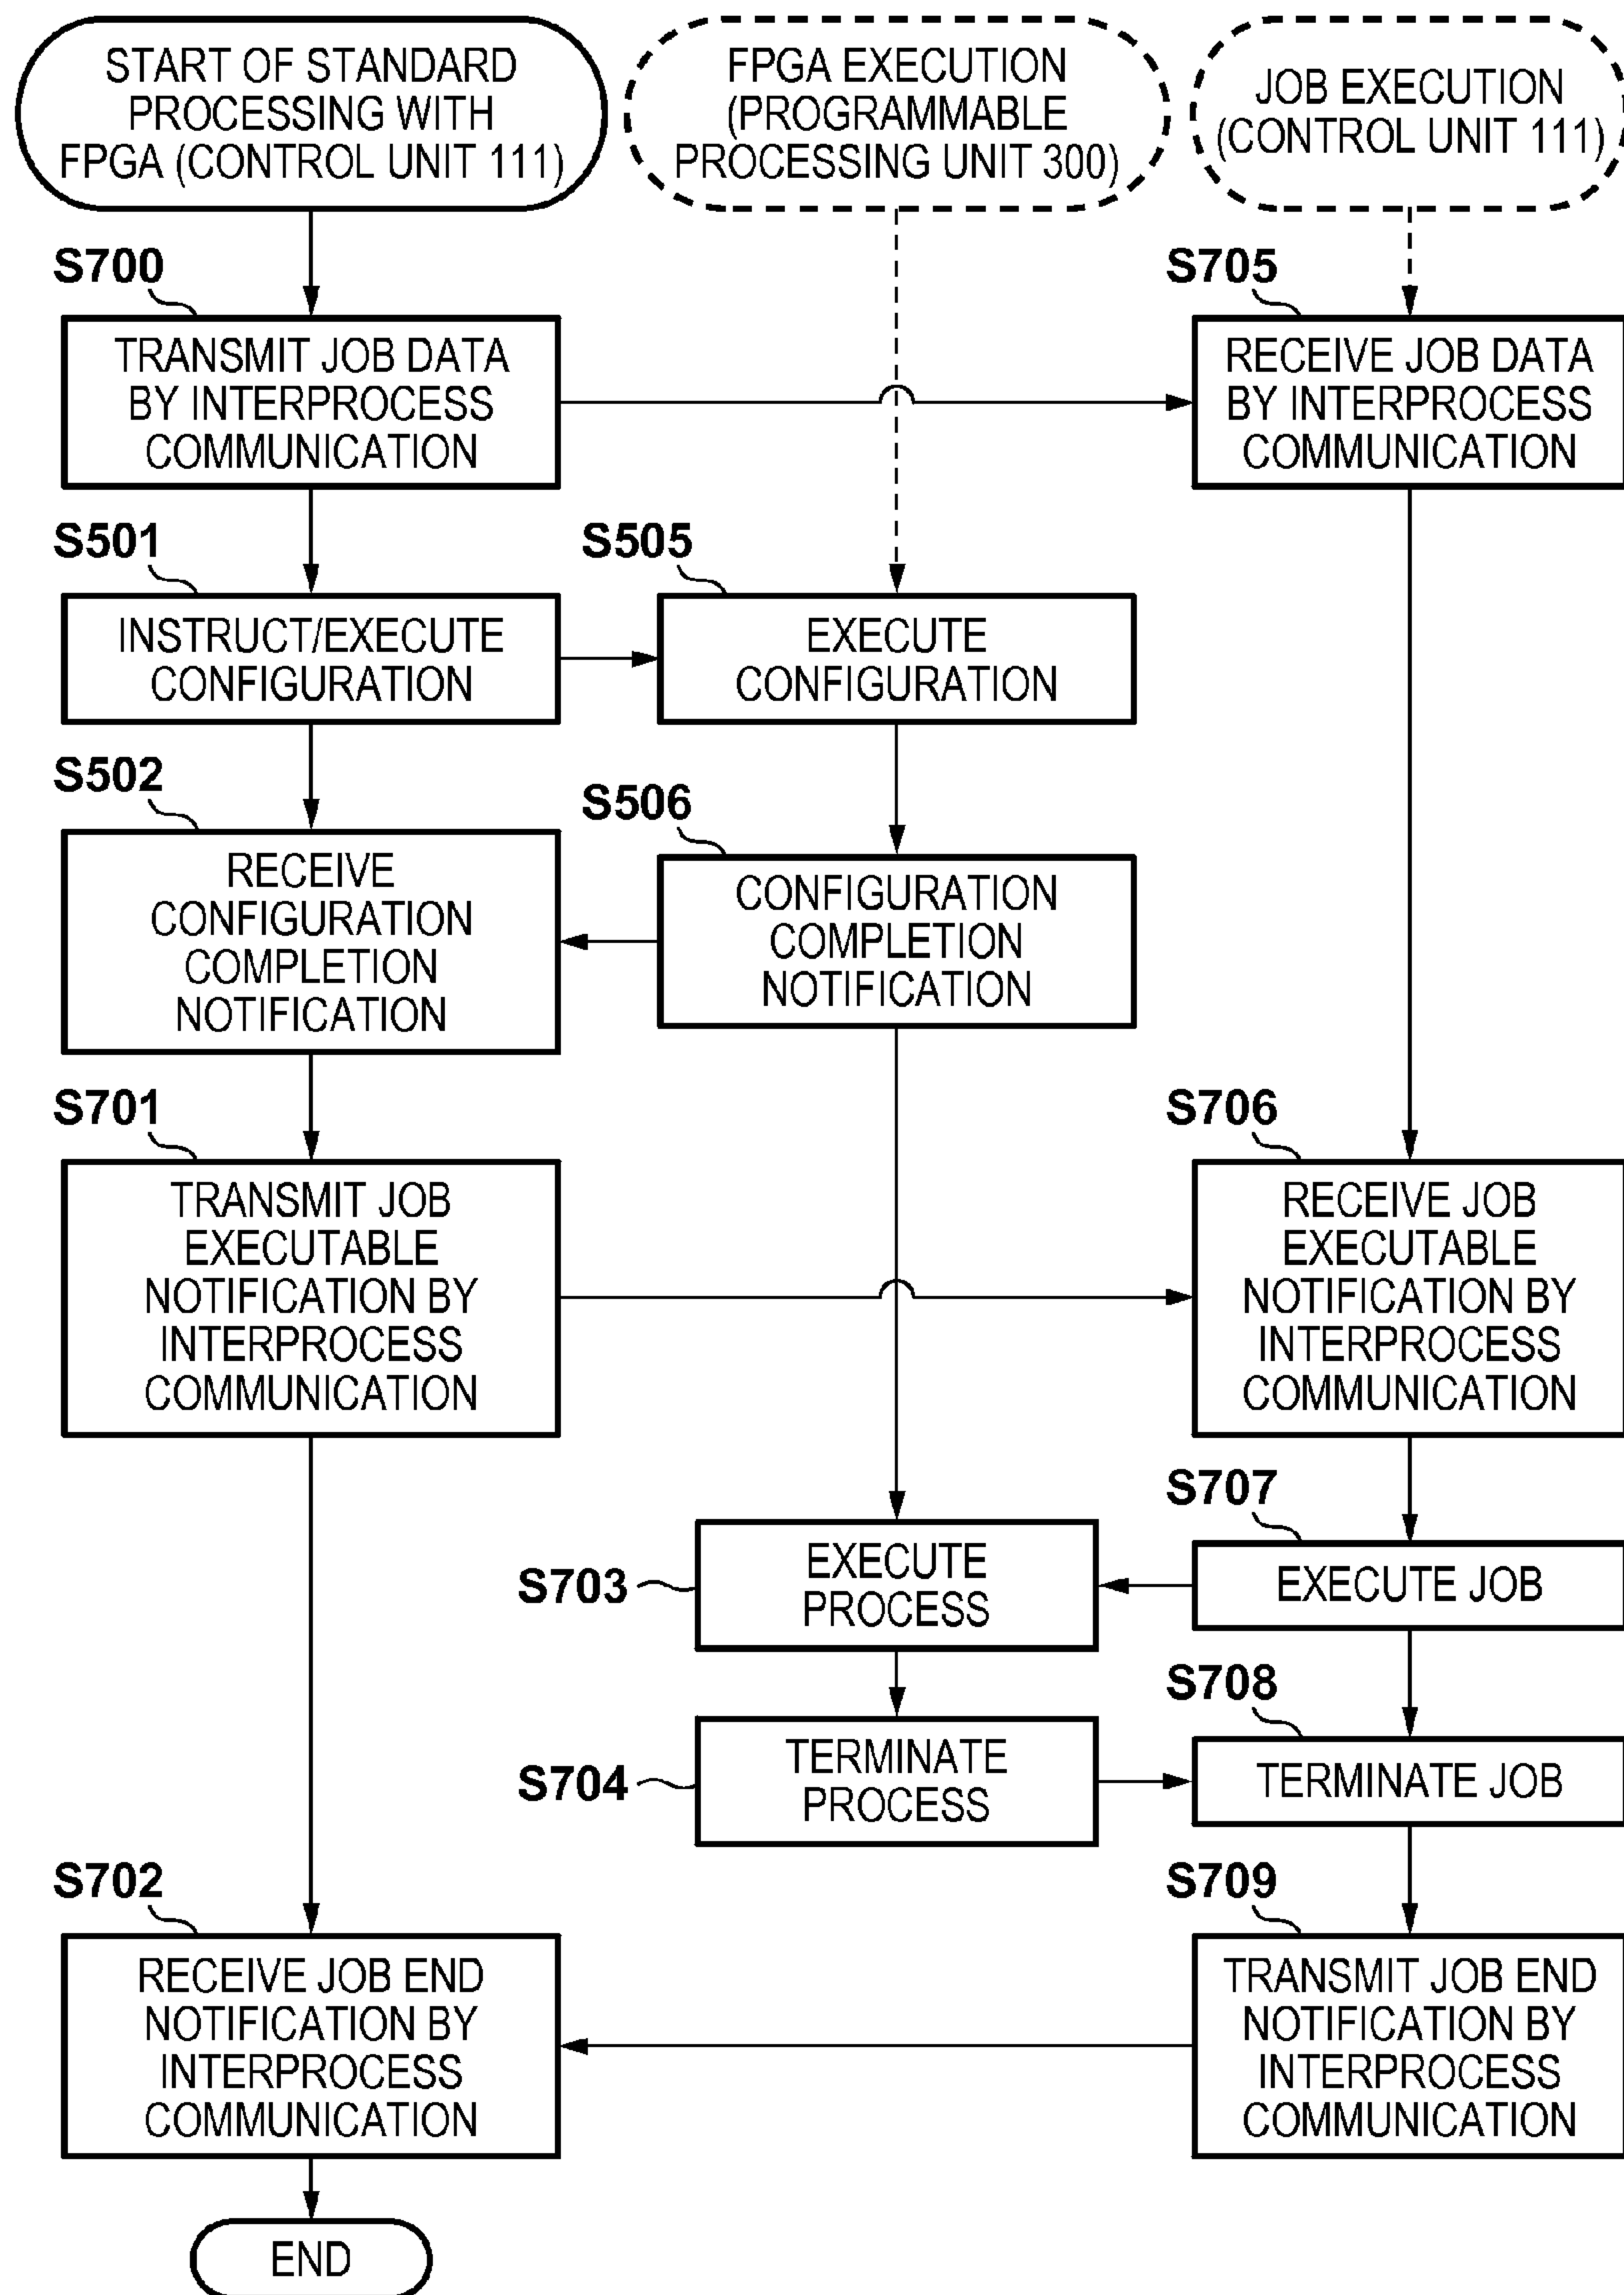 START OF STANDARD
PROCESSING WITH
FPGA (CONTROL UNIT 111)
FPGA EXECUTION
(PROGRAMMABLE
PROCESSING UNIT 300)
JOB EXECUTION
(CONTROL UNIT 111)
S700
TRANSMIT JOB DATA
BY INTERPROCESS
COMMUNICATION
S705
RECEIVE JOB DATA
BY INTERPROCESS
COMMUNICATION
S501
INSTRUCT/EXECUTE
CONFIGURATION
S505
EXECUTE
CONFIGURATION
S502
RECEIVE
CONFIGURATION
COMPLETION
NOTIFICATION
S506
CONFIGURATION
COMPLETION
NOTIFICATION
S701
TRANSMIT JOB
EXECUTABLE
NOTIFICATION BY
INTERPROCESS
COMMUNICATION
S706
RECEIVE JOB
EXECUTABLE
NOTIFICATION BY
INTERPROCESS
COMMUNICATION
S707
EXECUTE JOB
S703
EXECUTE
PROCESS
S708
TERMINATE JOB
S704
TERMINATE
PROCESS
S702
RECEIVE JOB END
NOTIFICATION BY
INTERPROCESS
COMMUNICATION
S709
TRANSMIT JOB END
NOTIFICATION BY
INTERPROCESS
COMMUNICATION
END